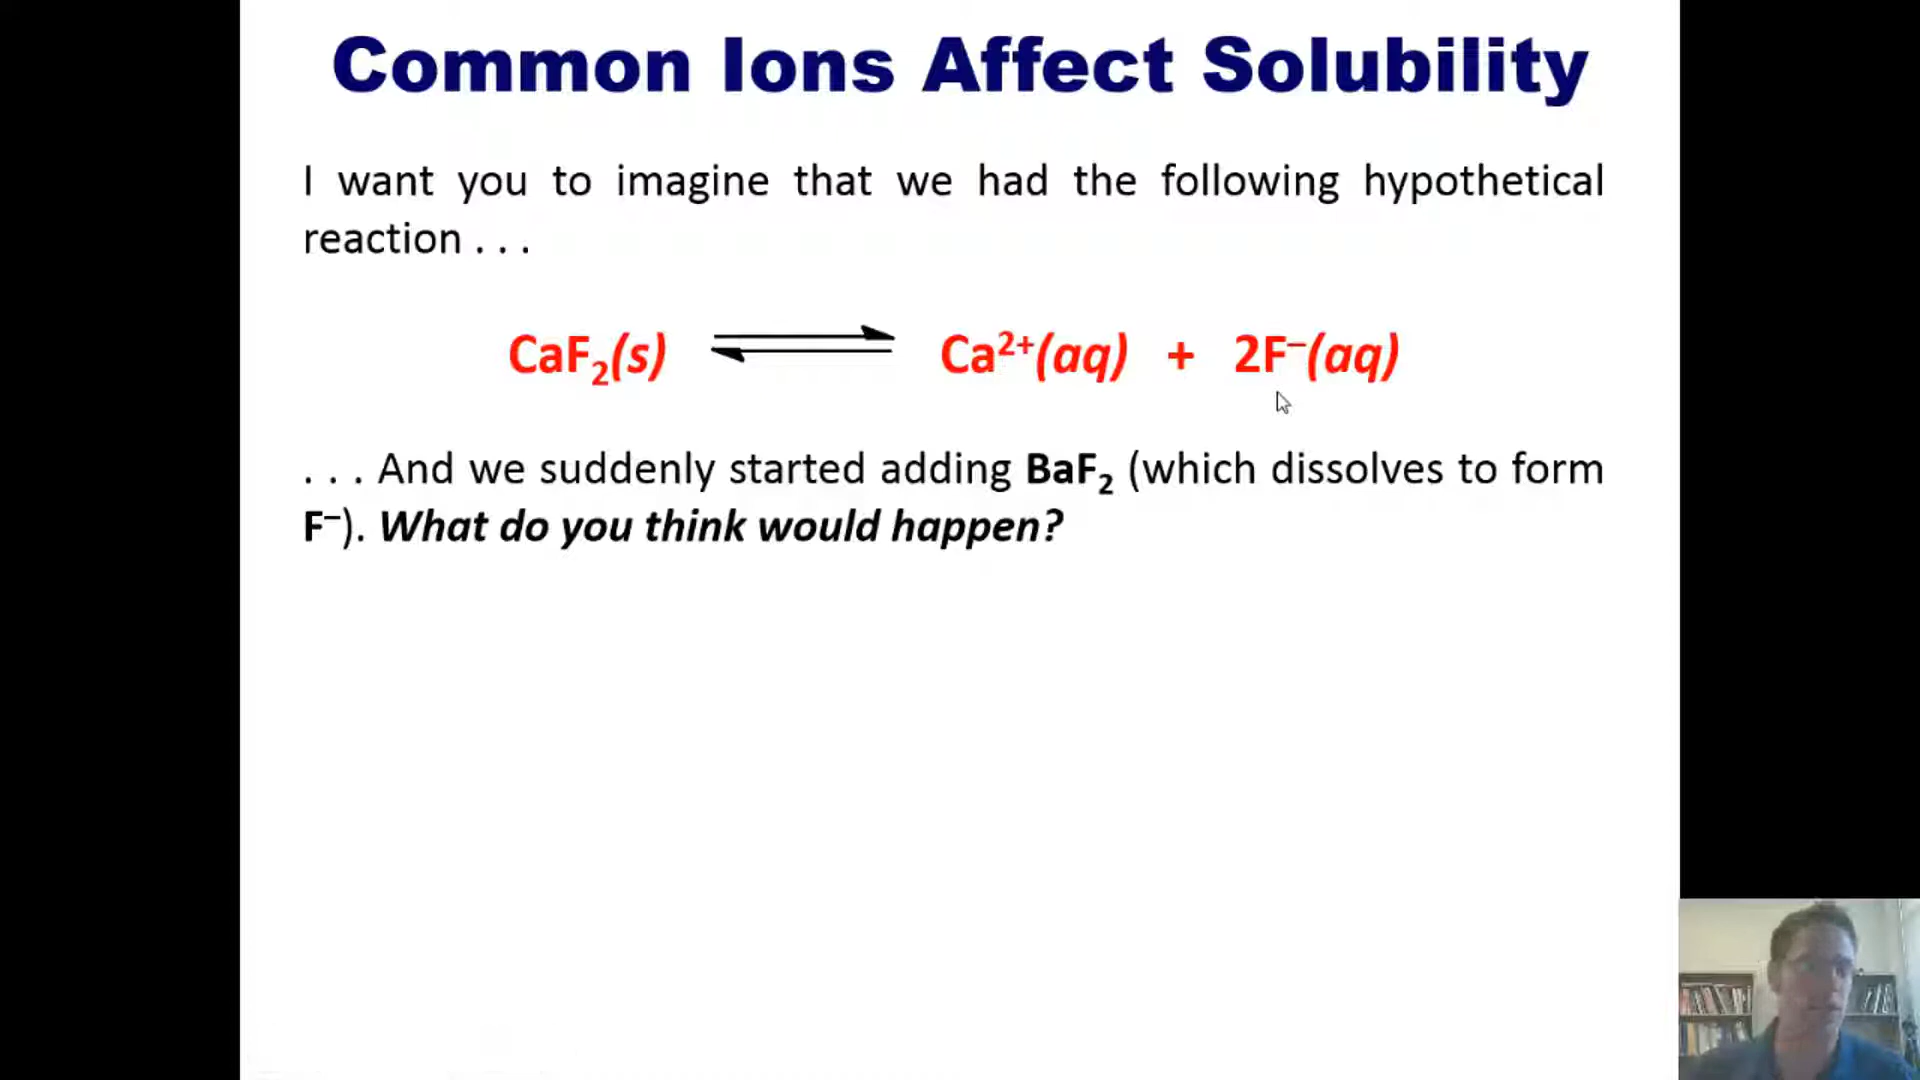 Common Ions Affect Solubility
I want you to imagine that we had the following hypothetical
reaction . . .
CaF₂(s) ⇌ Ca²⁺(aq) + 2F⁻(aq)
. . . And we suddenly started adding BaF₂ (which dissolves to form
F⁻). What do you think would happen?